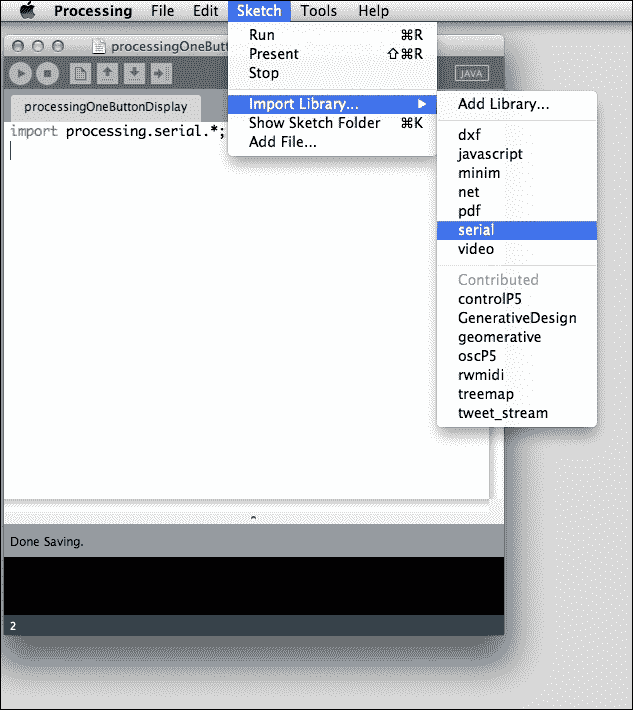 Processing File Edit Sketch Tools Help
processingOneButt
Run ⌘R
Present ⇧⌘R
Stop
JAVA
Import Library...
Show Sketch Folder ⌘K
Add File...
Add Library...
dxf
javascript
minim
net
pdf
serial
video
Contributed
controlP5
GenerativeDesign
geomerative
oscP5
rwmidi
treemap
tweet_stream
processingOneButtonDisplay
import processing.serial.*;
Done Saving.
2